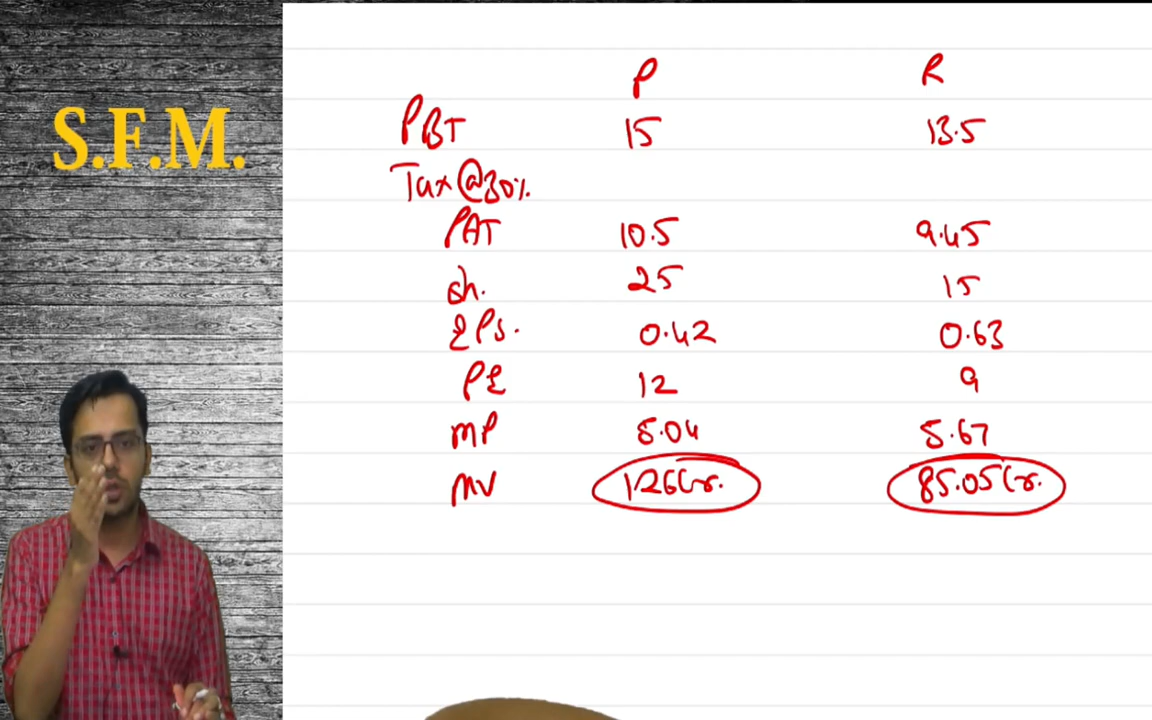 S.F.M.
P R
PBT 15 13.5
Tax@30%
PAT 10.5 9.45
sh. 25 15
EPS. 0.42 0.63
PE 12 9
MP 5.04 5.67
MV 126Cr. 85.05Cr.